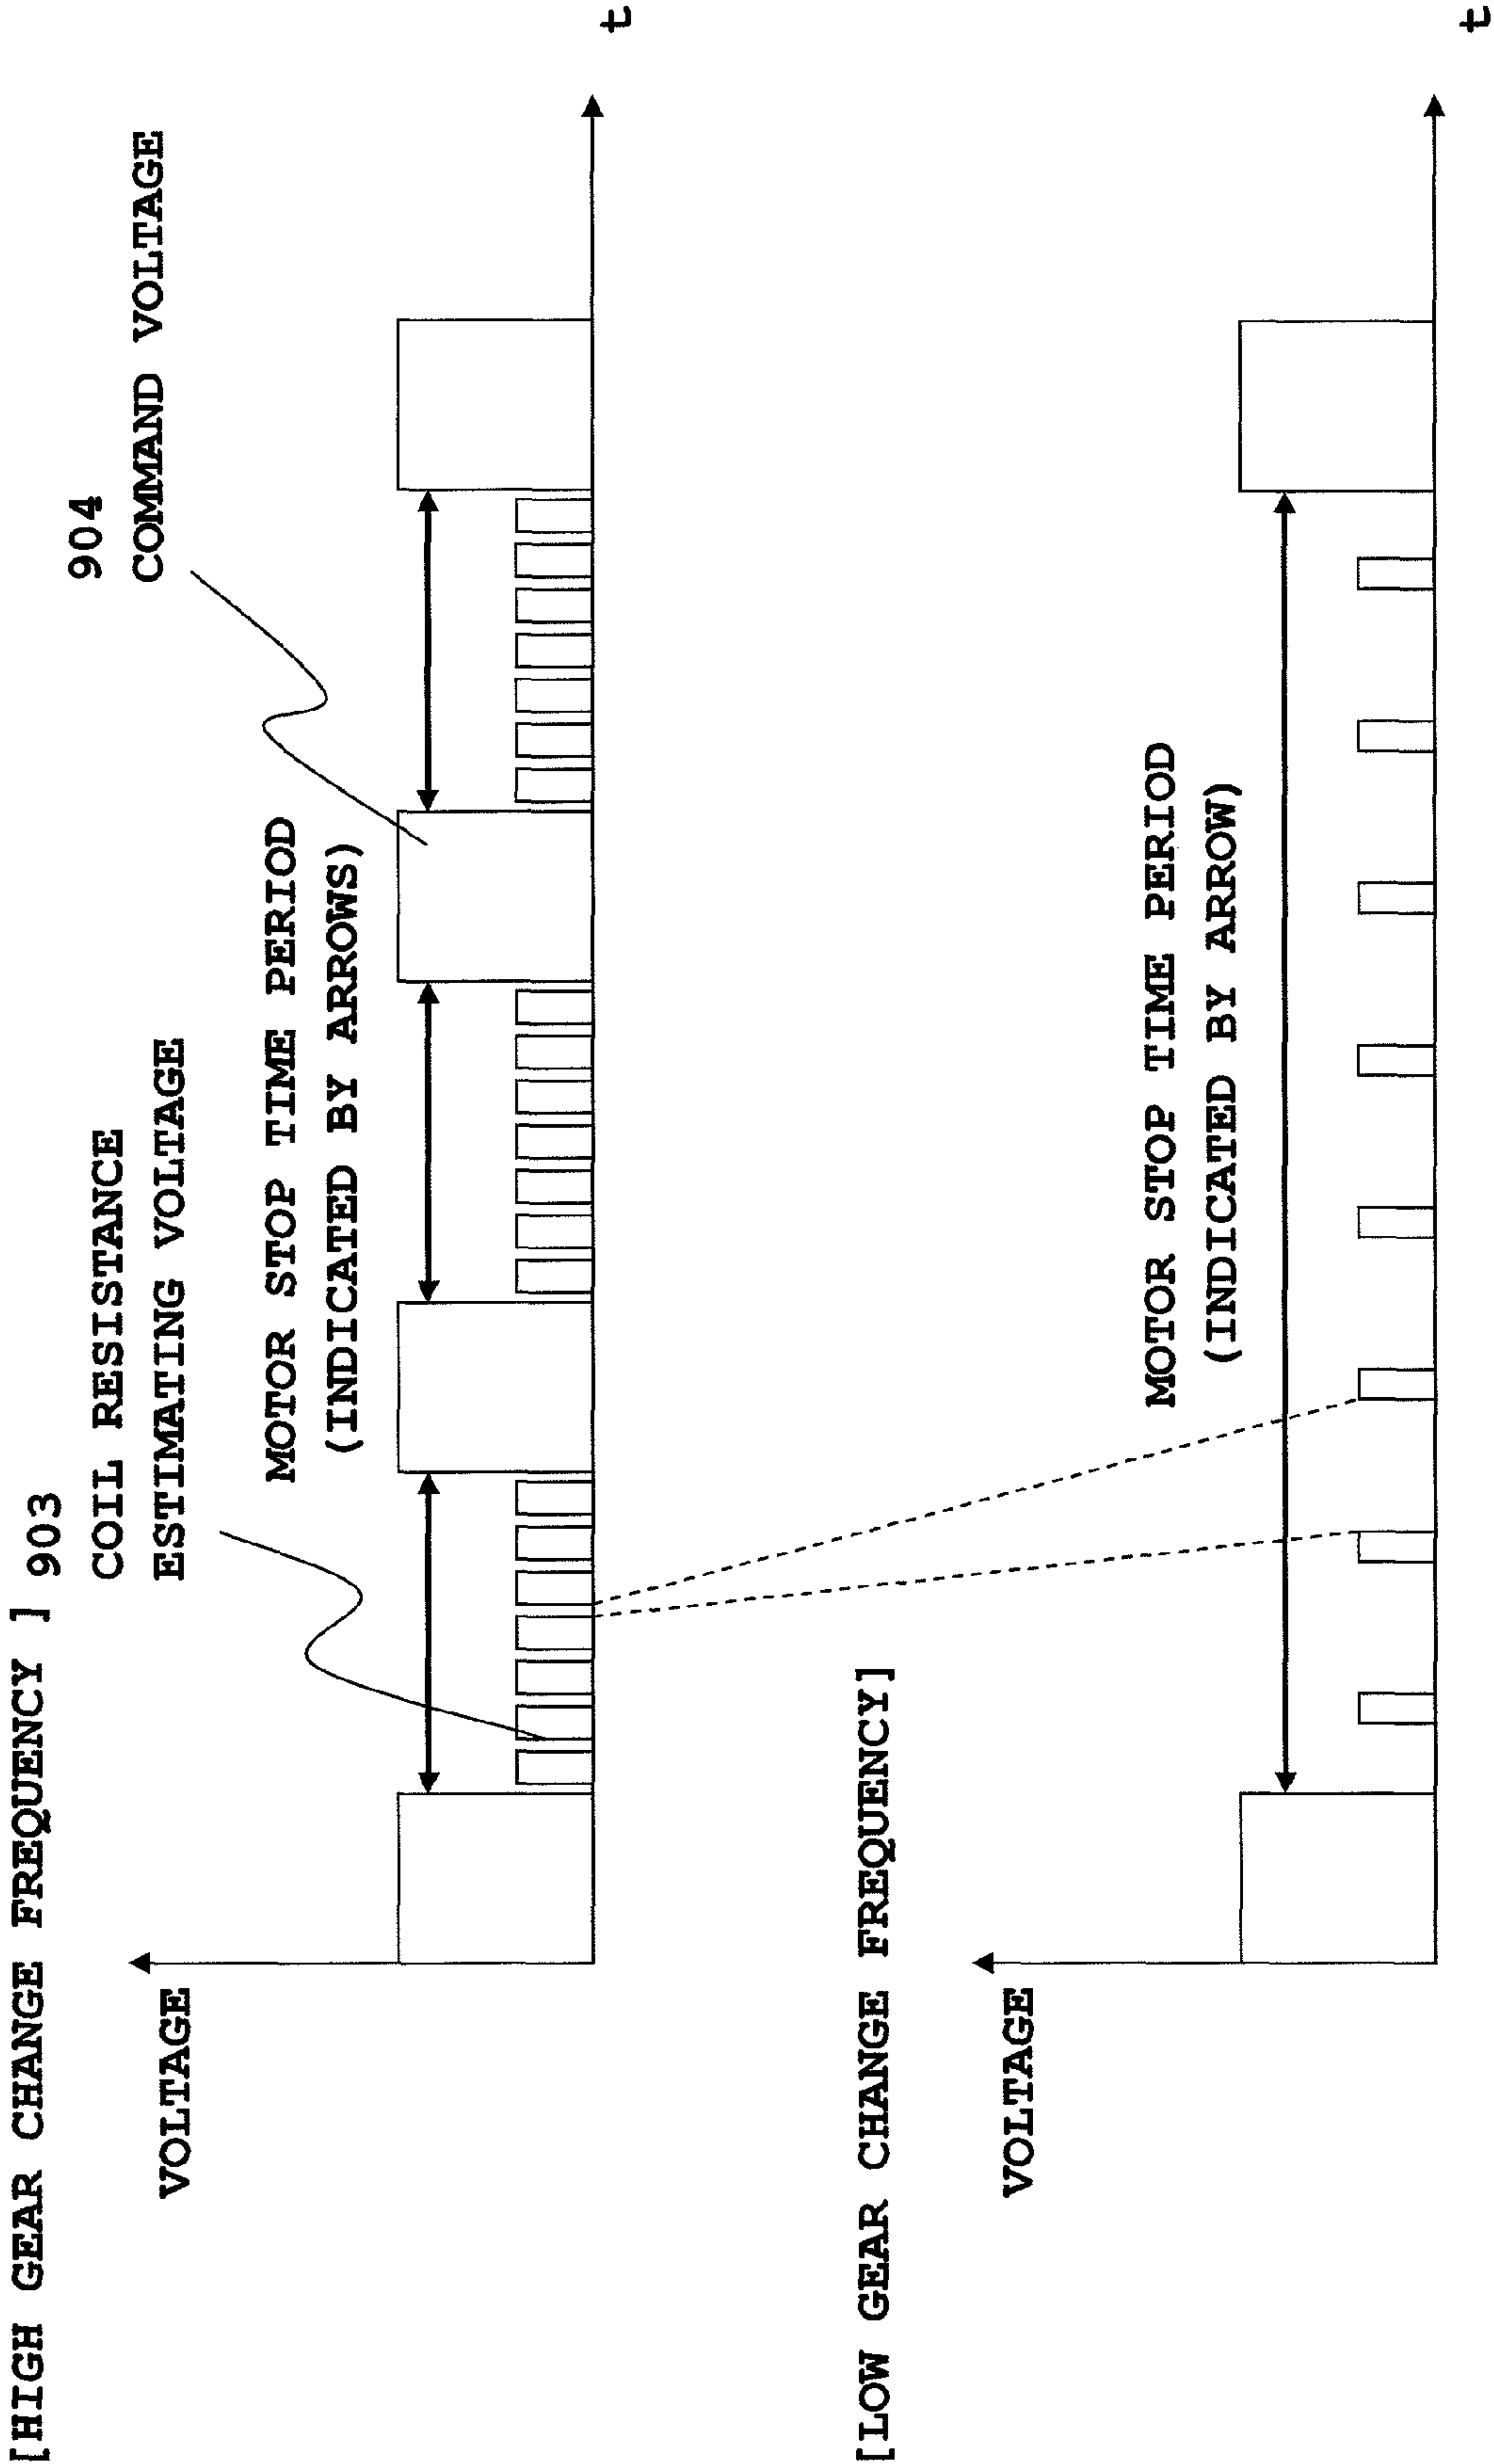 [HIGH GEAR CHANGE FREQUENCY ]
903
COIL RESISTANCE
ESTIMATING VOLTAGE
904
COMMAND VOLTAGE
VOLTAGE
MOTOR STOP TIME PERIOD
(INDICATED BY ARROWS)
t
[LOW GEAR CHANGE FREQUENCY]
VOLTAGE
MOTOR STOP TIME PERIOD
(INDICATED BY ARROW)
t